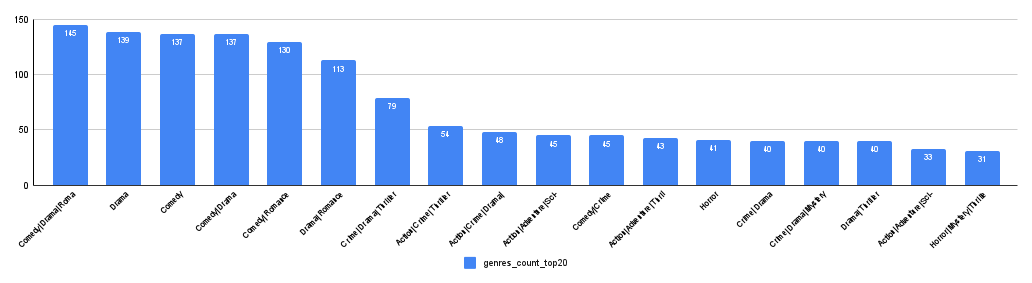 150
100
50
0
145
139
137
137
130
113
79
54
48
45
45
43
41
40
40
40
33
31
Comedy|Drama|Roma
Drama
Comedy
Comedy|Drama
Comedy|Romance
Drama|Romance
Crime|Drama|Thriller
Action|Crime|Thriller
Action|Crime|Drama|
Action|Adventure|Sci-
Comedy|Crime
Action|Adventure|Thrill
Horror
Crime|Drama
Crime|Drama|Mystery
Drama|Thriller
Action|Adventure|Sci-
Horror|Mystery|Thrille
genres_count_top20